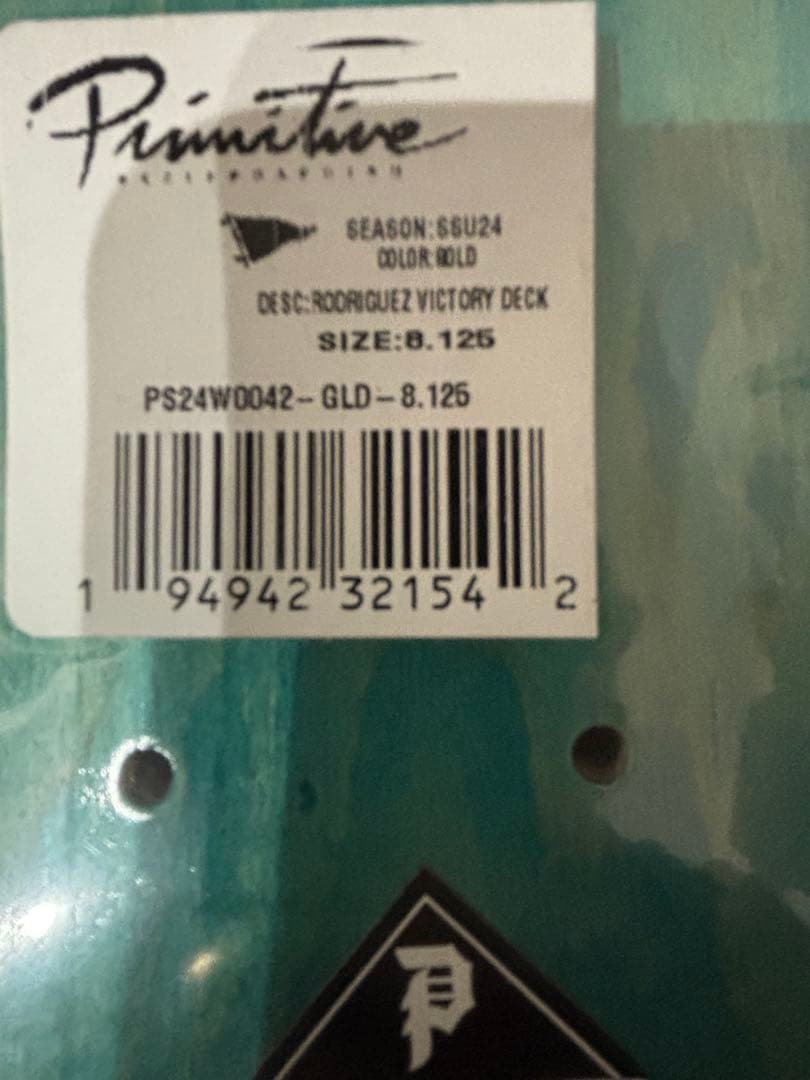 Primitive
SKATEBOARDING
SEASON:SSU24
COLOR:GOLD
DESC:RODRIGUEZ VICTORY DECK
SIZE:8.125
PS24W0042-GLD-8.125
1 94942 32154 2
P